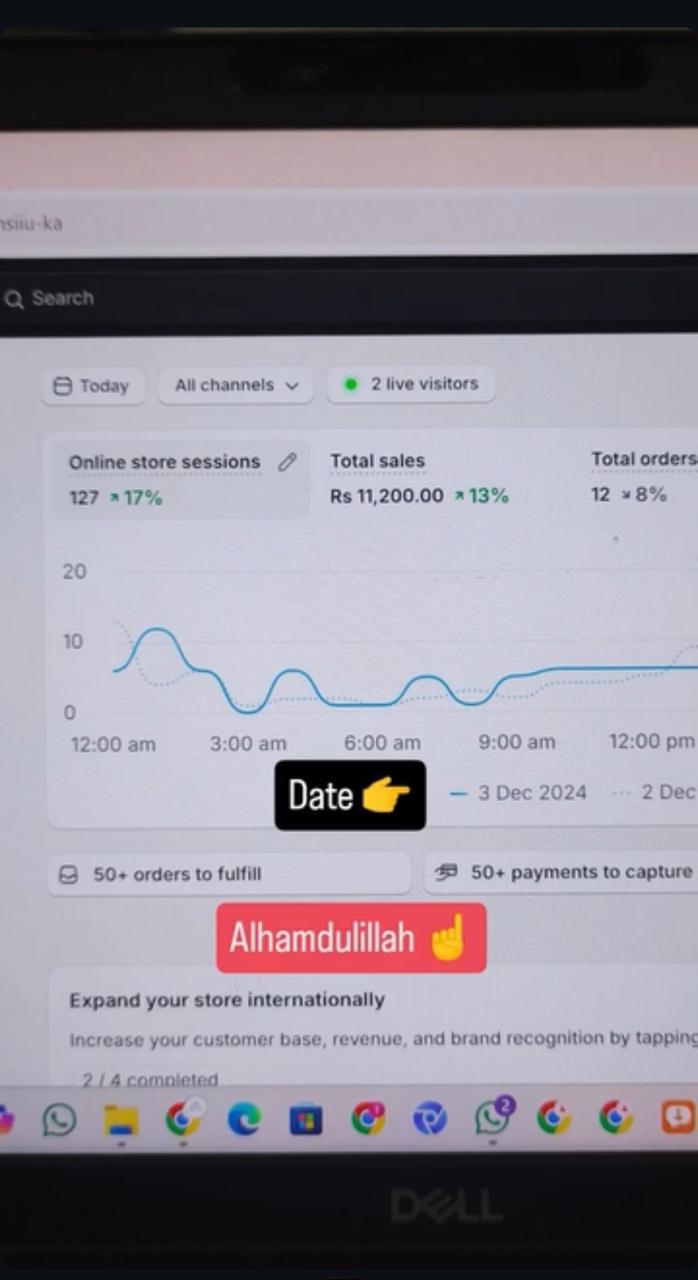 nsiiu-ka
Search
Today All channels 2 live visitors
Online store sessions Total sales Total orders
127 ↗ 17% Rs 11,200.00 ↗ 13% 12 ↘ 8%
20
10
0
12:00 am 3:00 am 6:00 am 9:00 am 12:00 pm
Date 👉 3 Dec 2024 2 Dec
50+ orders to fulfill 50+ payments to capture
Alhamdulillah ☝️
Expand your store internationally
Increase your customer base, revenue, and brand recognition by tapping
2 / 4 completed
2
DELL